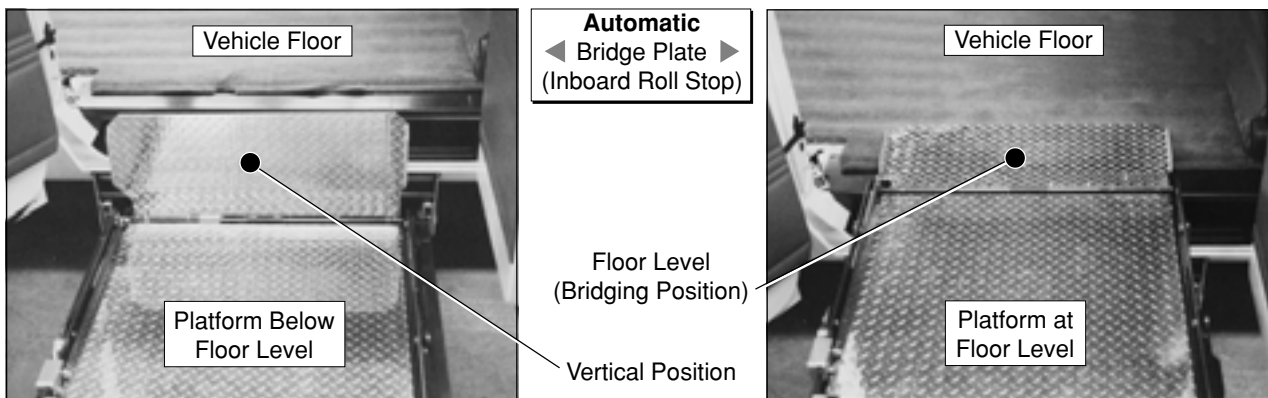 Vehicle Floor
Platform Below
Floor Level
Automatic
Bridge Plate
(Inboard Roll Stop)
Floor Level
(Bridging Position)
Vertical Position
Vehicle Floor
Platform at
Floor Level